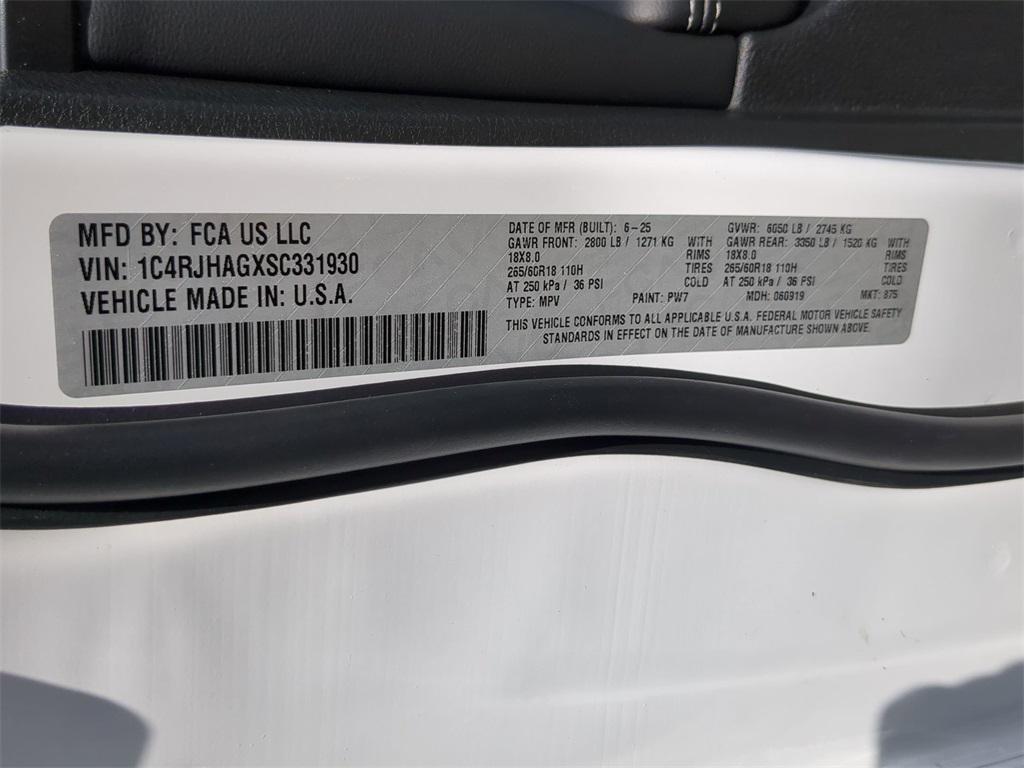 MFD BY: FCA US LLC
VIN: 1C4RJHAGXSC331930
VEHICLE MADE IN: U.S.A.
DATE OF MFR (BUILT): 6-25 GVWR: 6050 LB / 2745 KG
GAWR FRONT: 2800 LB / 1271 KG WITH GAWR REAR: 3350 LB / 1520 KG WITH
18X8.0 RIMS 18X8.0 RIMS
265/60R18 110H TIRES 265/60R18 110H TIRES
AT 250 kPa / 36 PSI COLD AT 250 kPa / 36 PSI COLD
TYPE: MPV PAINT: PW7 MDH: 060919 MKT: 875
THIS VEHICLE CONFORMS TO ALL APPLICABLE U.S.A. FEDERAL MOTOR VEHICLE SAFETY
STANDARDS IN EFFECT ON THE DATE OF MANUFACTURE SHOWN ABOVE.